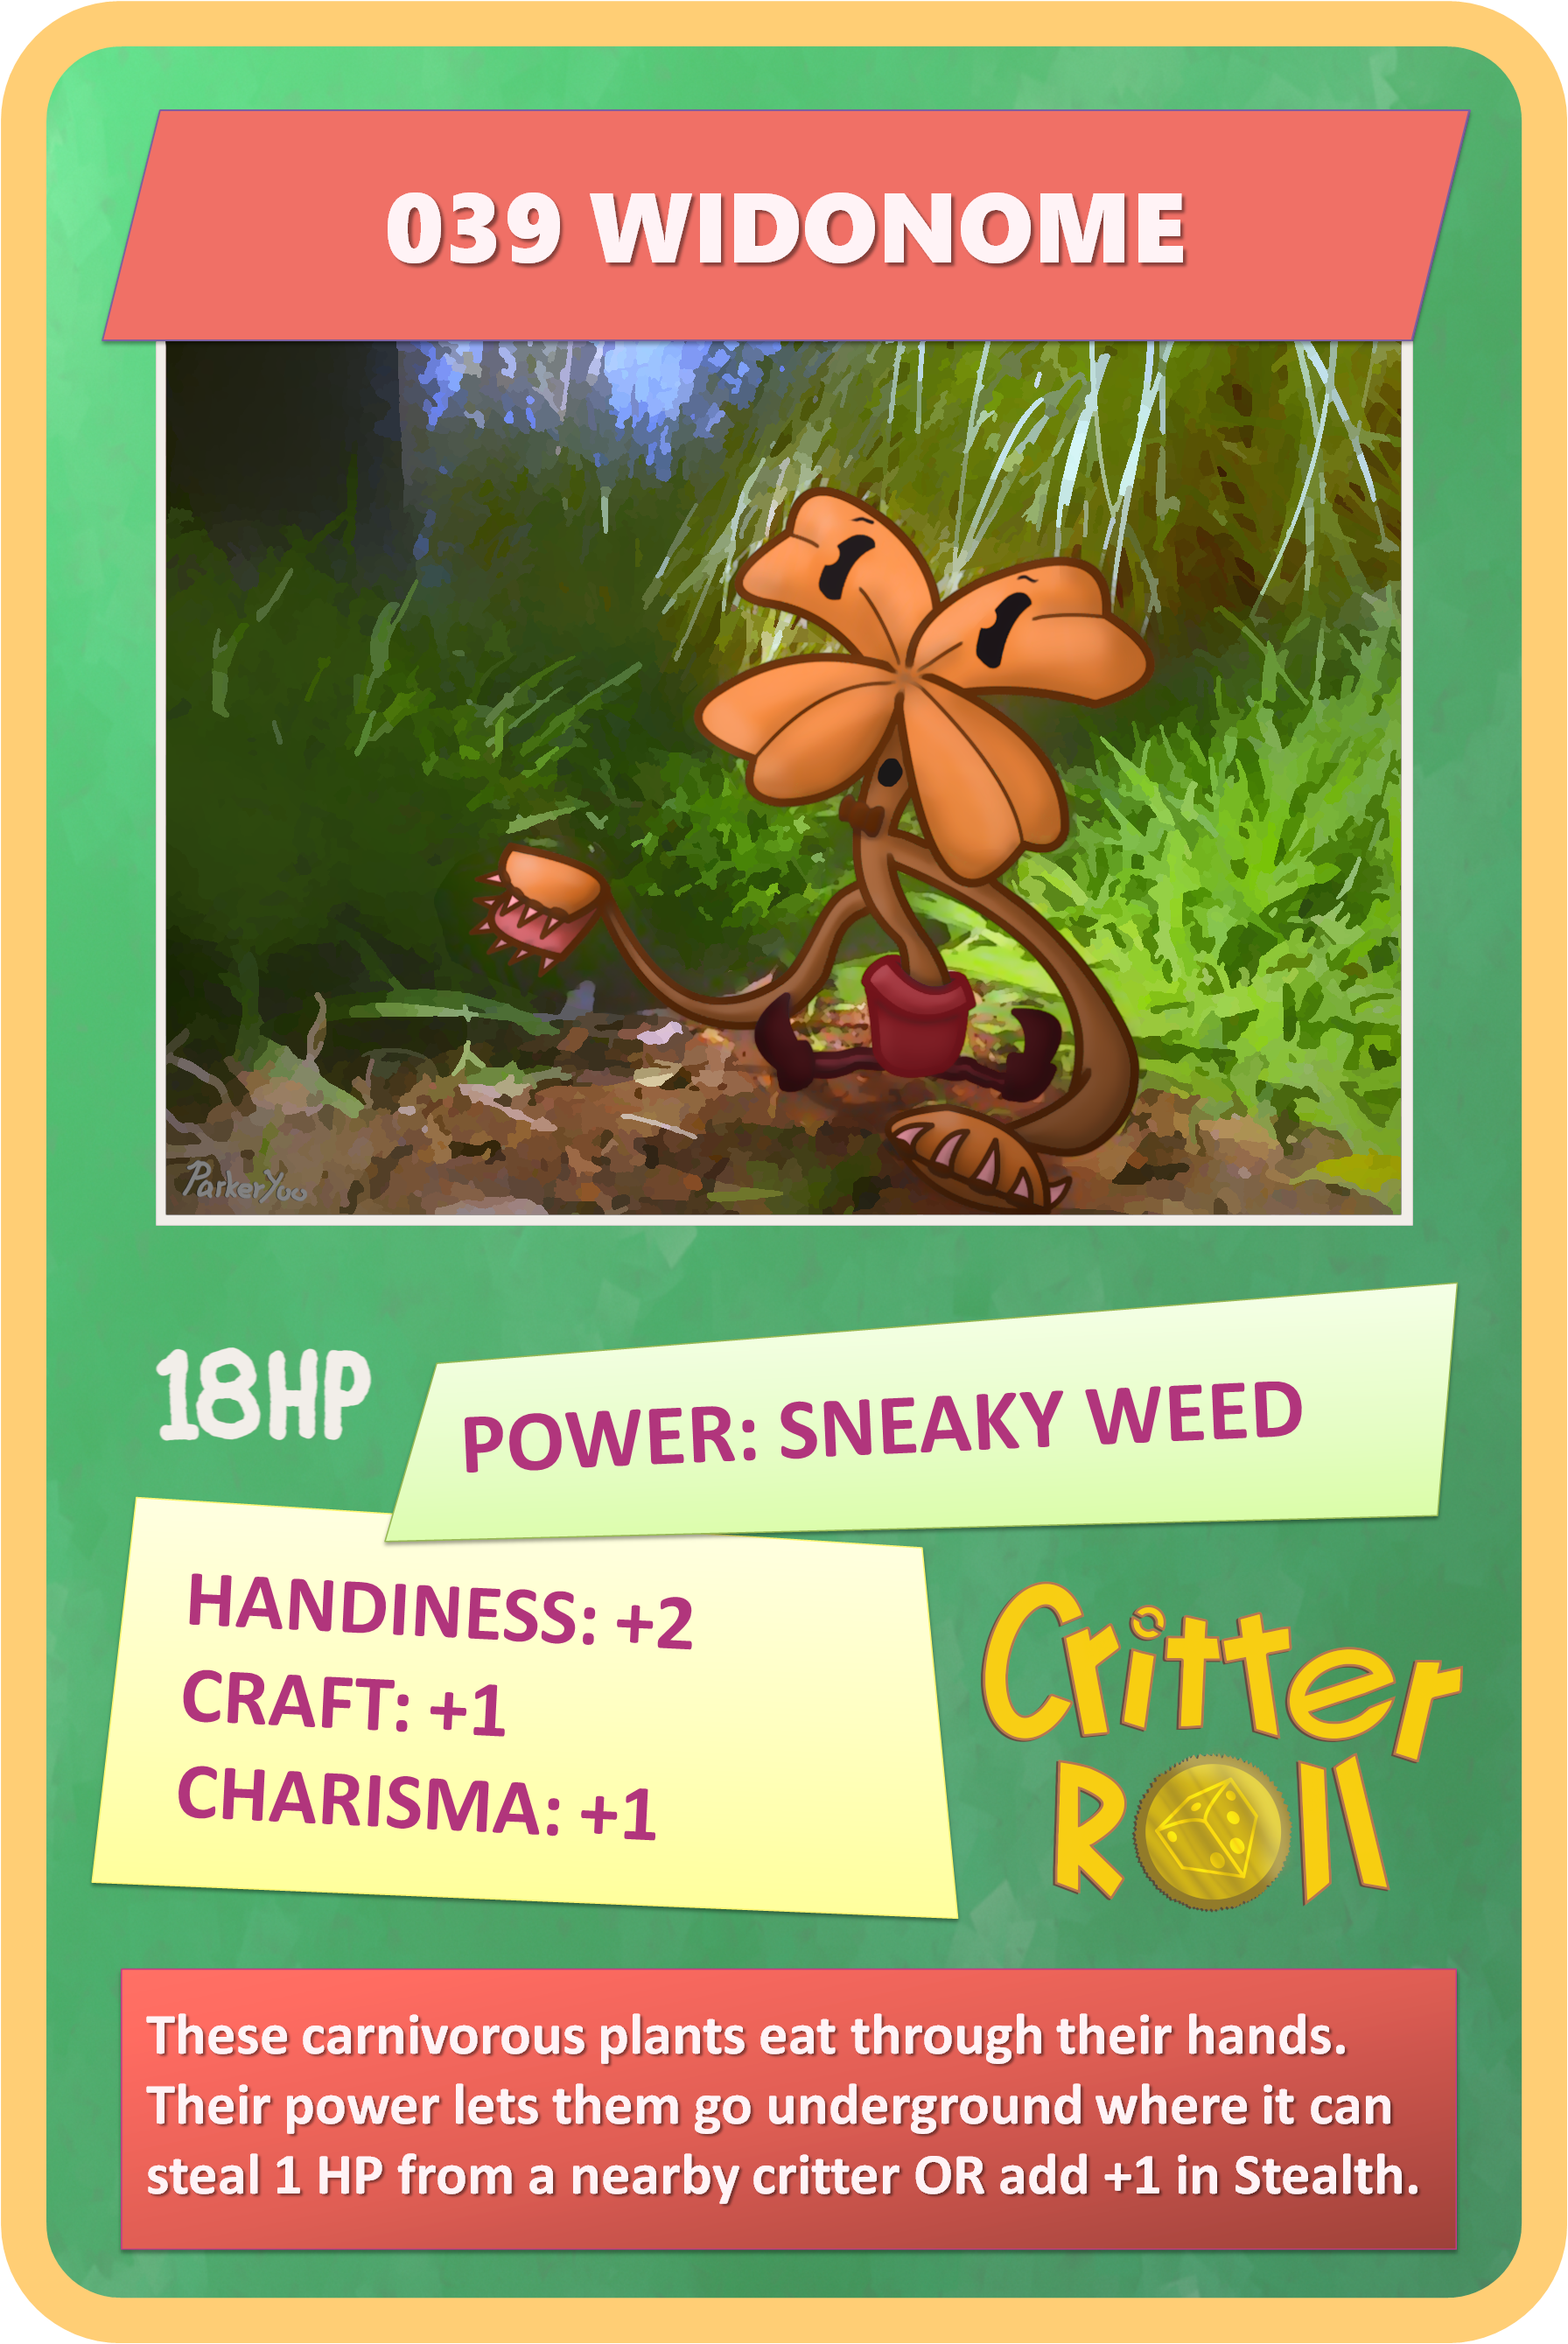 039 WIDONOME
ParkerYoo
18HP
POWER: SNEAKY WEED
HANDINESS: +2
CRAFT: +1
CHARISMA: +1
Critter
Roll
These carnivorous plants eat through their hands.
Their power lets them go underground where it can
steal 1 HP from a nearby critter OR add +1 in Stealth.